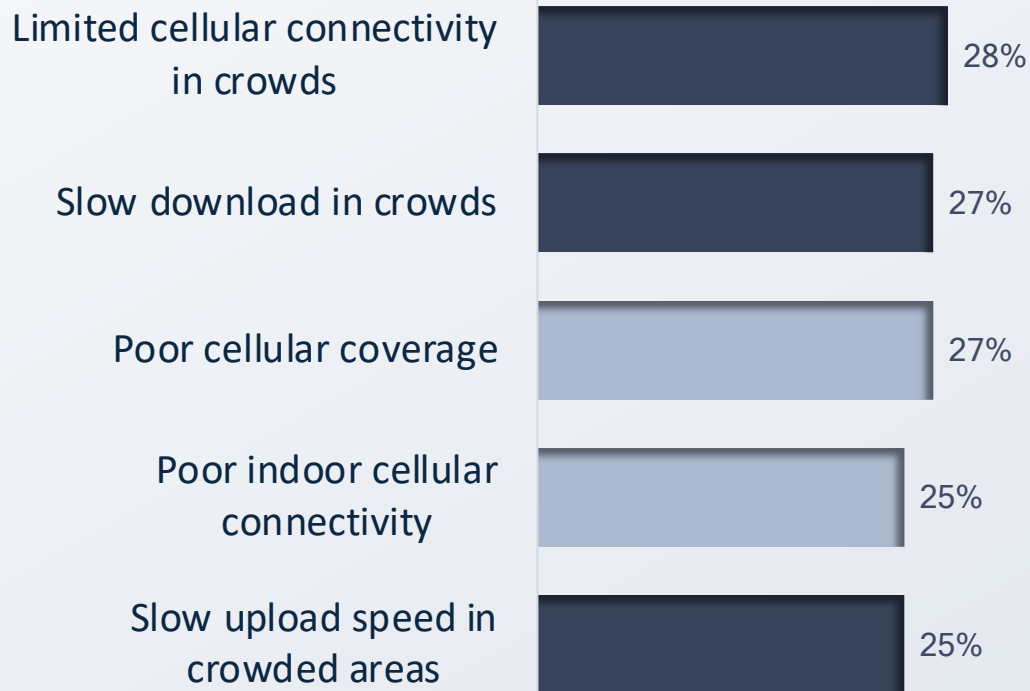 Limited cellular connectivity
in crowds
28%
Slow download in crowds
27%
Poor cellular coverage
27%
Poor indoor cellular
connectivity
25%
Slow upload speed in
crowded areas
25%